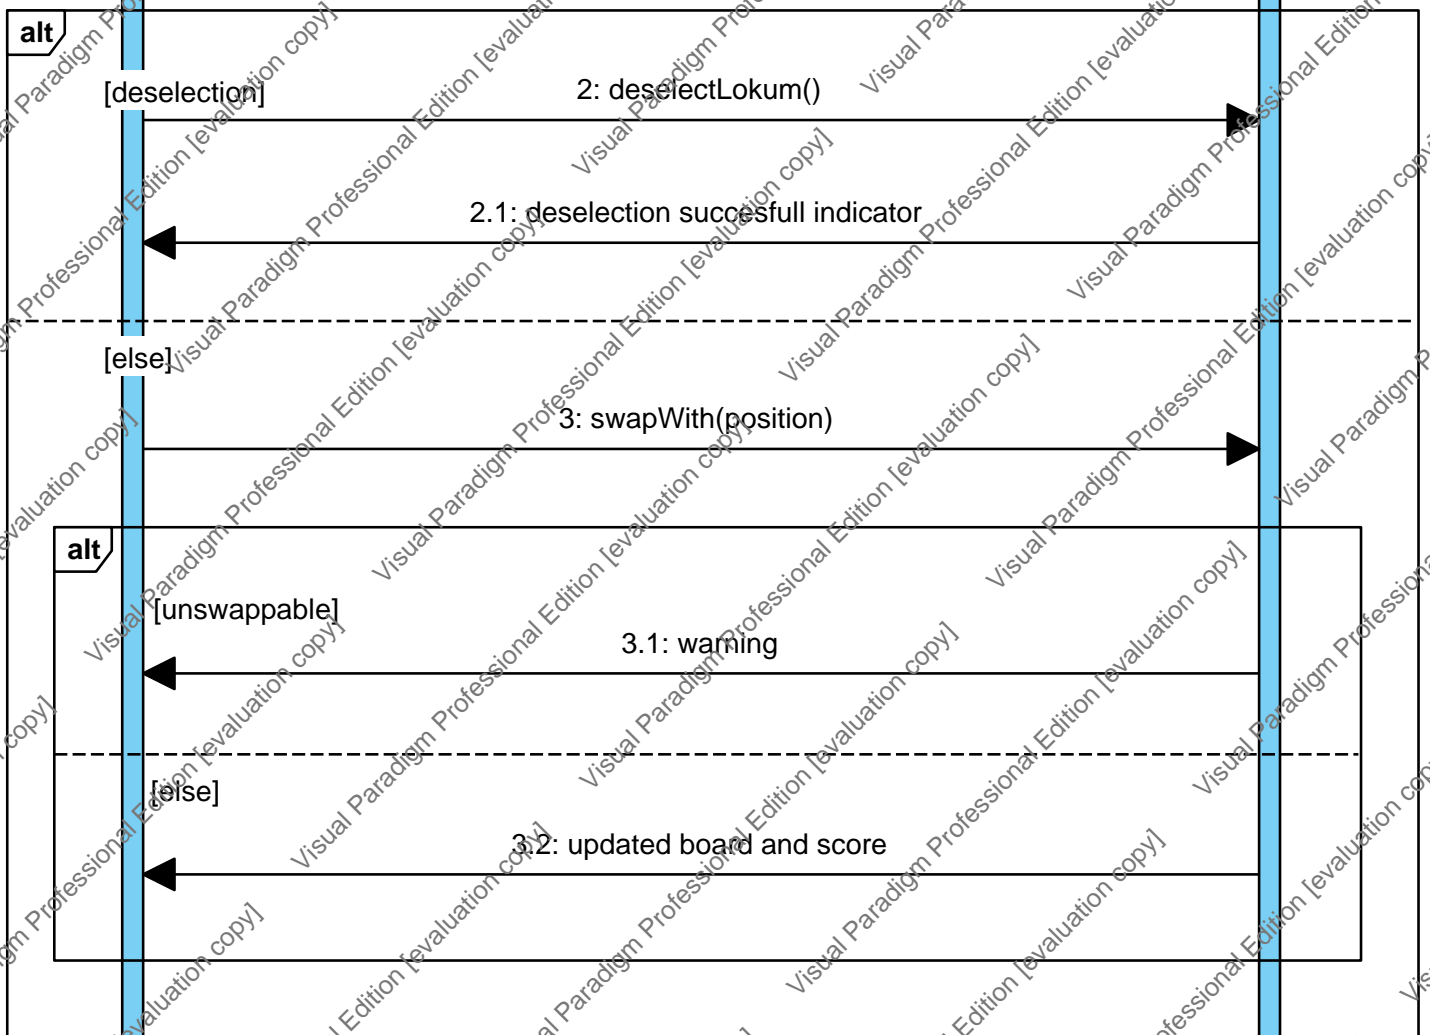 alt
[deselection]
2: deselectLokum()
2.1: deselection succesfull indicator
[else]
3: swapWith(position)
alt
[unswappable]
3.1: warning
[else]
3.2: updated board and score
Visual Paradigm Professional Edition [evaluation copy]